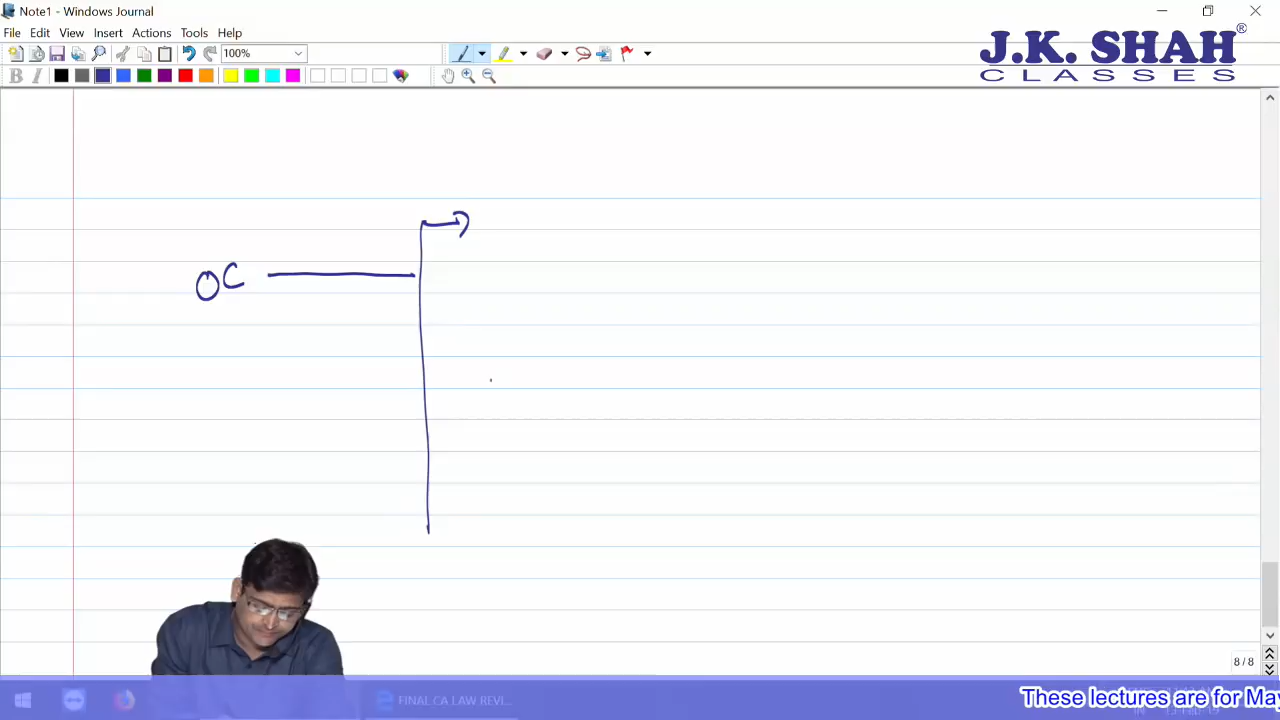 Note1 - Windows Journal
File Edit View Insert Actions Tools Help
100%
B I
J.K. SHAH®
CLASSES
OC
8 / 8
FINAL CA LAW REVI...
These lectures are for May